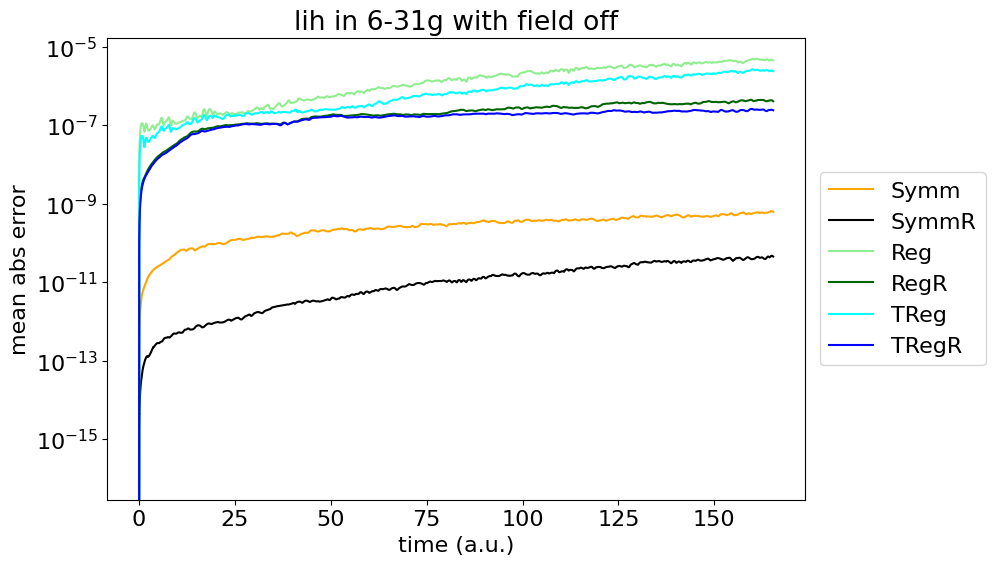 lih in 6-31g with field off
mean abs error
10⁻⁵
10⁻⁷
10⁻⁹
10⁻¹¹
10⁻¹³
10⁻¹⁵
0 25 50 75 100 125 150
time (a.u.)
Symm
SymmR
Reg
RegR
TReg
TRegR